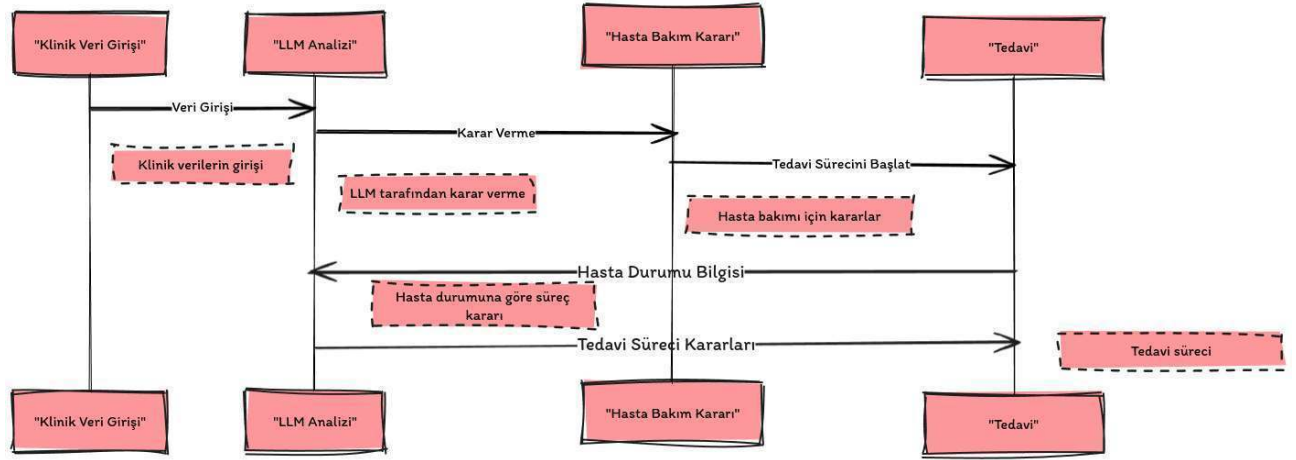 "Klinik Veri Girişi"
"LLM Analizi"
"Hasta Bakım Kararı"
"Tedavi"
Veri Girişi
Karar Verme
Klinik verilerin girişi
Tedavi Sürecini Başlat
LLM tarafından karar verme
Hasta bakımı için kararlar
Hasta Durumu Bilgisi
Hasta durumuna göre süreç
kararı
Tedavi Süreci Kararları
Tedavi süreci
"Klinik Veri Girişi"
"LLM Analizi"
"Hasta Bakım Kararı"
"Tedavi"